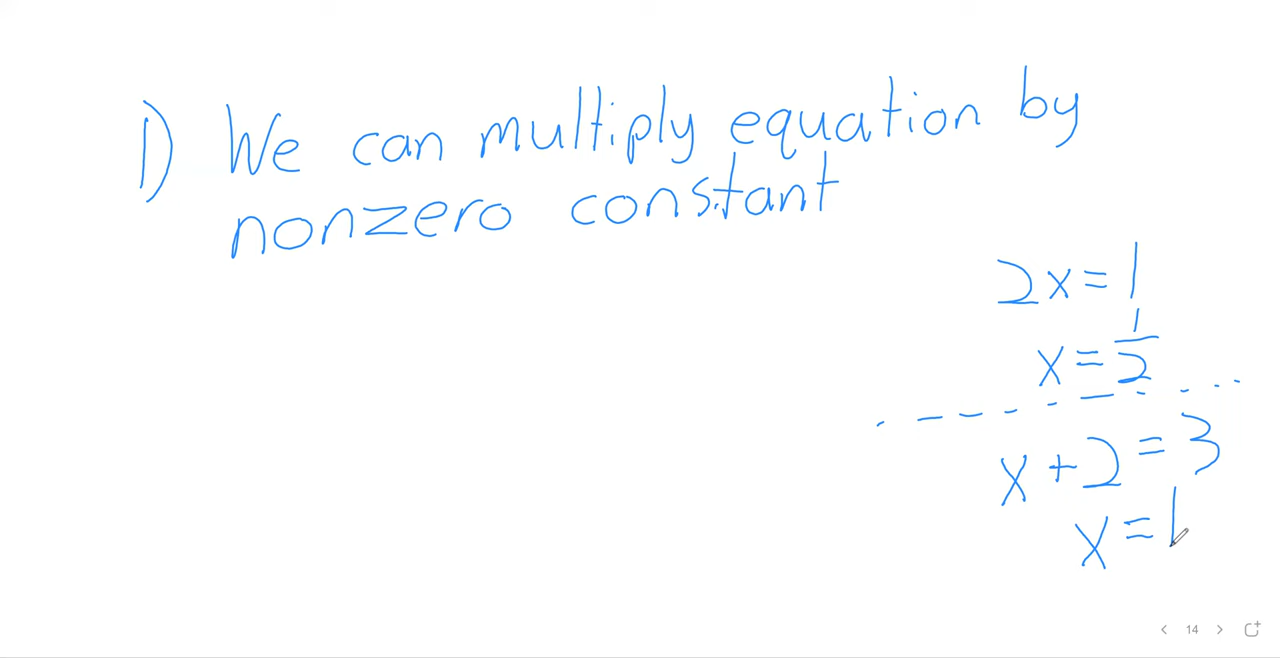 1) We can multiply equation by
nonzero constant
2x = 1
x = 1/2
x + 2 = 3
x = 1
14